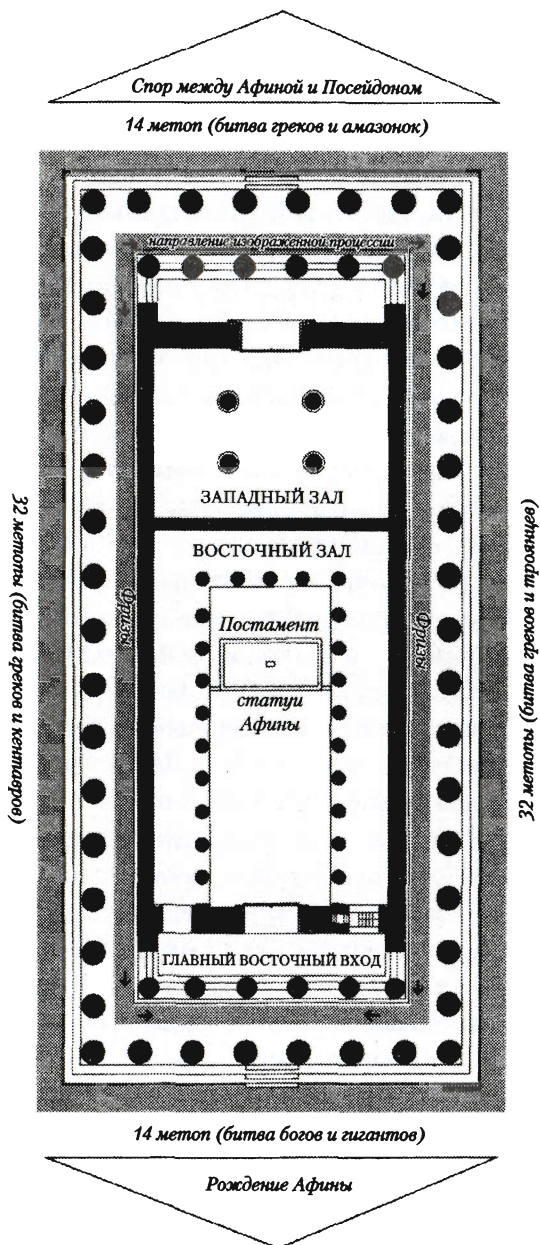 Спор между Афиной и Посейдоном
14 метоп (битва греков и амазонок)
направление изображенной процессии
ЗАПАДНЫЙ ЗАЛ
ВОСТОЧНЫЙ ЗАЛ
32 метопы (битва греков и кентавров)
Фризы
Постамент
статуи
Афины
Фризы
32 метопы (битва греков и троянцев)
ГЛАВНЫЙ ВОСТОЧНЫЙ ВХОД
14 метоп (битва богов и гигантов)
Рождение Афины